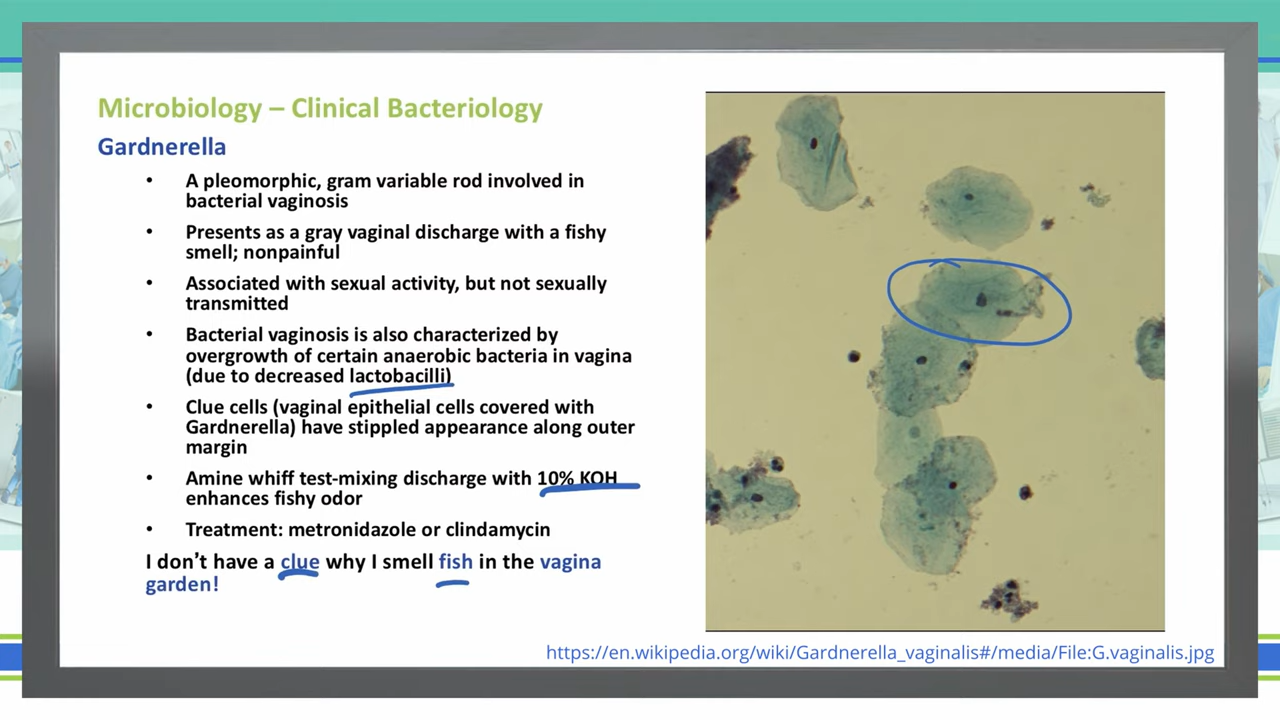 Microbiology – Clinical Bacteriology
Gardnerella
• A pleomorphic, gram variable rod involved in
bacterial vaginosis
• Presents as a gray vaginal discharge with a fishy
smell; nonpainful
• Associated with sexual activity, but not sexually
transmitted
• Bacterial vaginosis is also characterized by
overgrowth of certain anaerobic bacteria in vagina
(due to decreased lactobacilli)
• Clue cells (vaginal epithelial cells covered with
Gardnerella) have stippled appearance along outer
margin
• Amine whiff test-mixing discharge with 10% KOH
enhances fishy odor
• Treatment: metronidazole or clindamycin
I don’t have a clue why I smell fish in the vagina
garden!
https://en.wikipedia.org/wiki/Gardnerella_vaginalis#/media/File:G.vaginalis.jpg